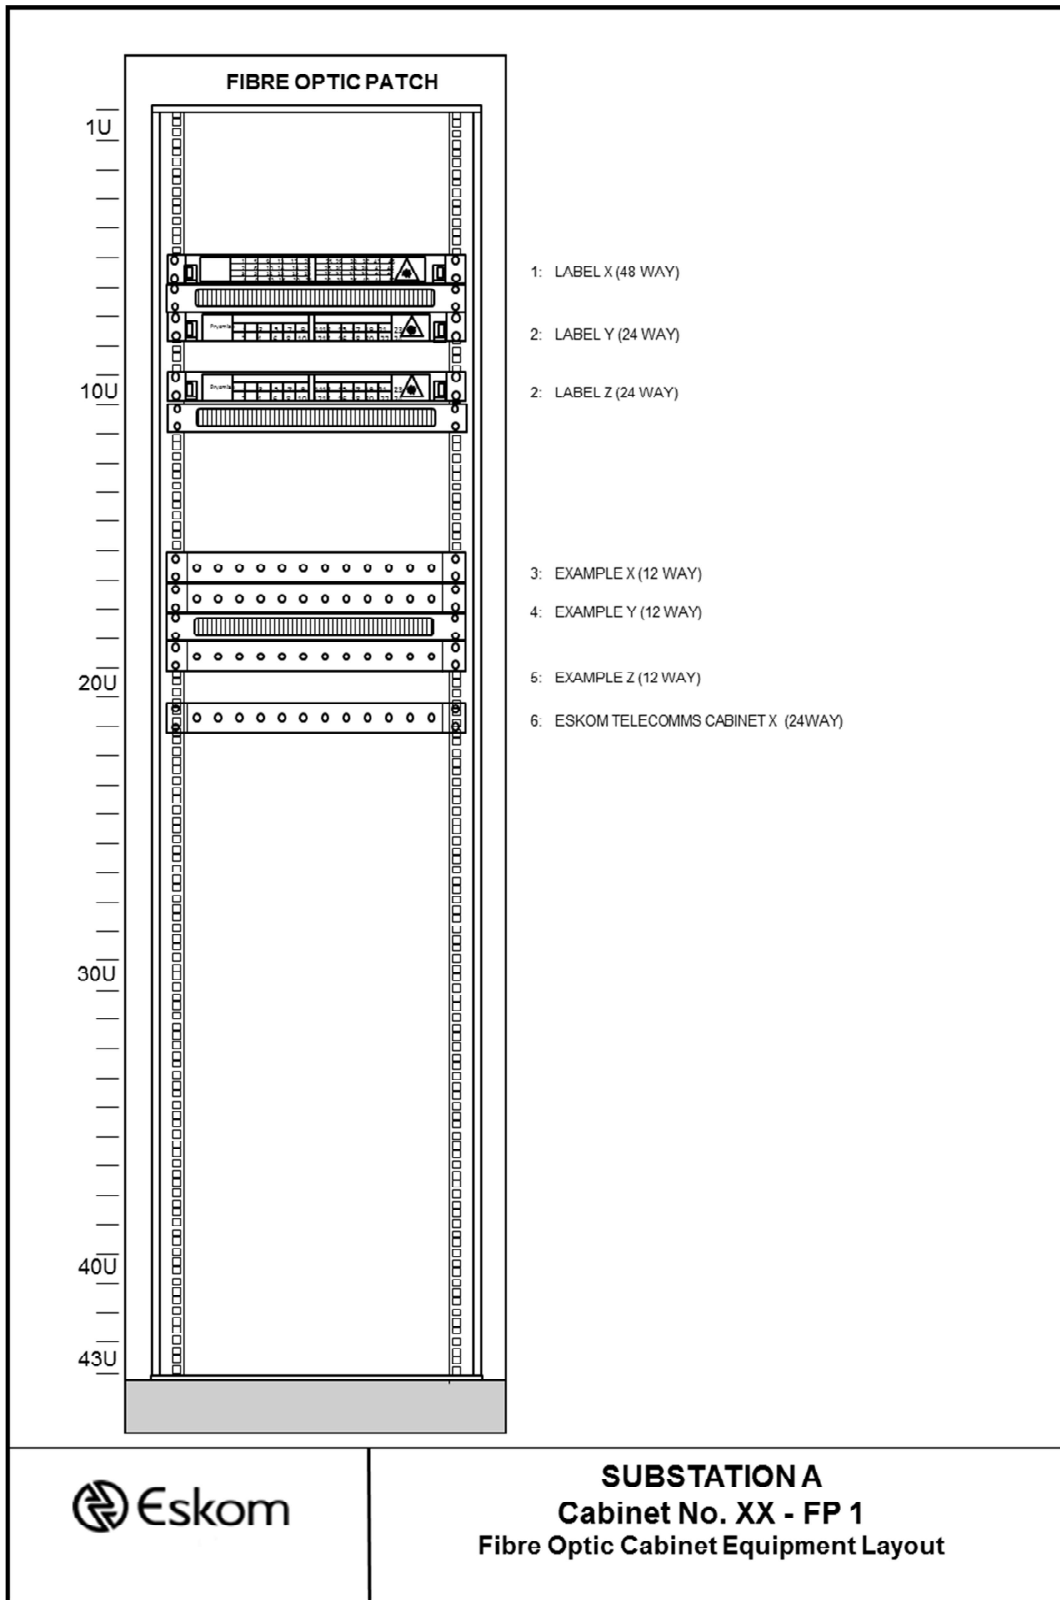 FIBRE OPTIC PATCH
1U
1: LABEL X (48 WAY)
2: LABEL Y (24 WAY)
10U
2: LABEL Z (24 WAY)
3: EXAMPLE X (12 WAY)
4: EXAMPLE Y (12 WAY)
20U
5: EXAMPLE Z (12 WAY)
6: ESKOM TELECOMMS CABINET X (24WAY)
30U
40U
43U
Eskom
SUBSTATION A
Cabinet No. XX - FP 1
Fibre Optic Cabinet Equipment Layout